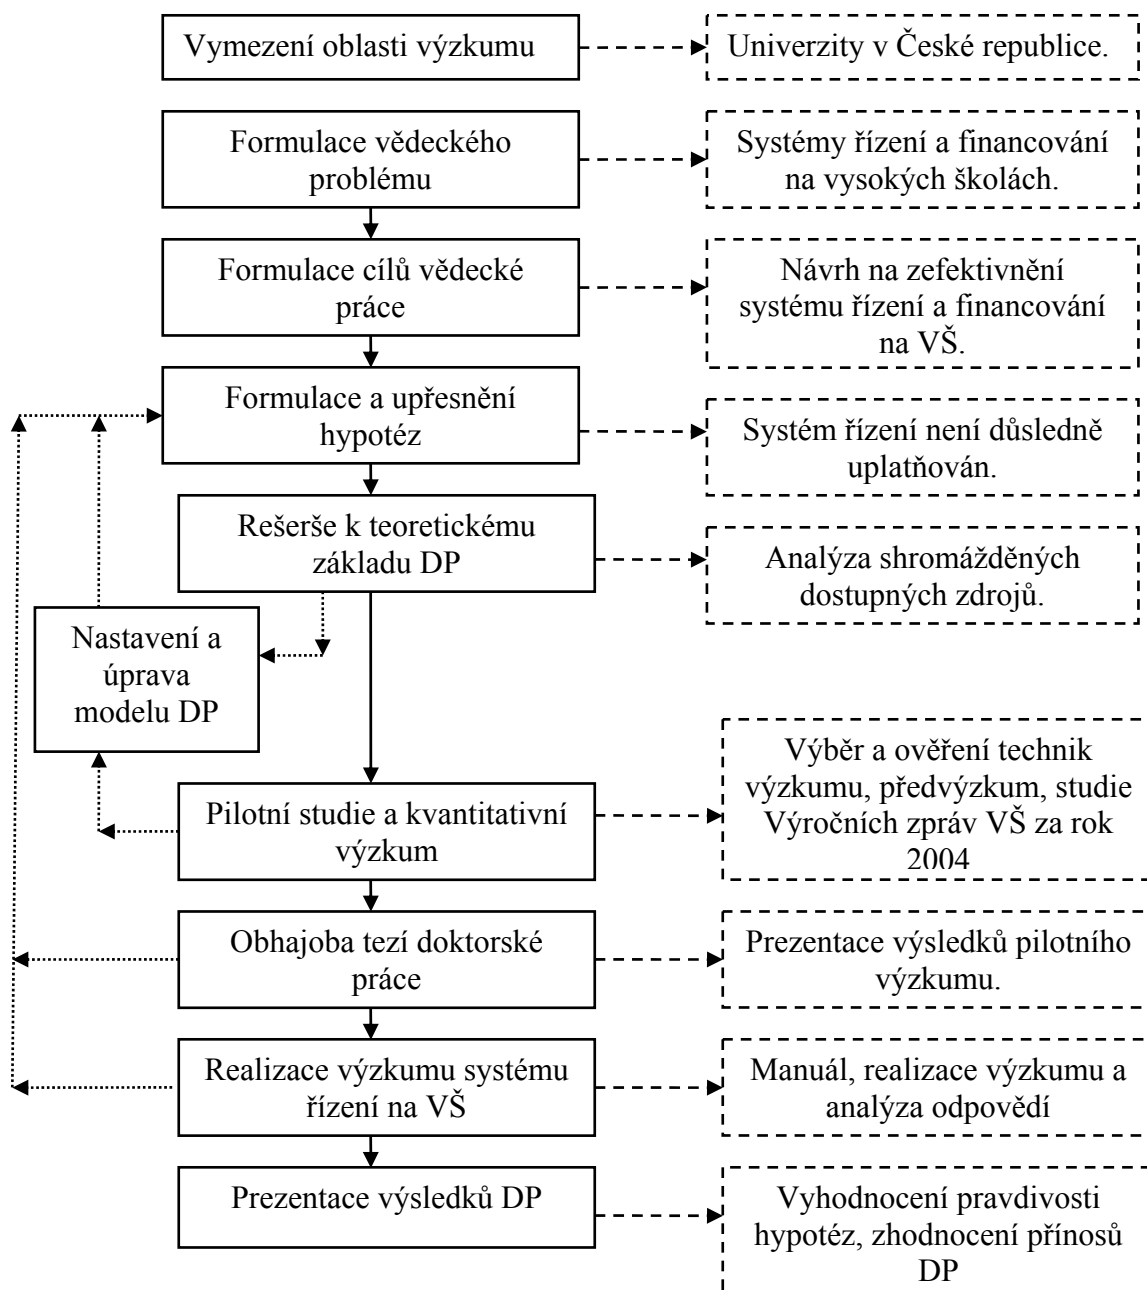 Vymezení oblasti výzkumu
Univerzity v České republice.
Formulace vědeckého
problému
Systémy řízení a financování
na vysokých školách.
Formulace cílů vědecké
práce
Návrh na zefektivnění
systému řízení a financování
na VŠ.
Formulace a upřesnění
hypotéz
Systém řízení není důsledně
uplatňován.
Rešerše k teoretickému
základu DP
Analýza shromážděných
dostupných zdrojů.
Nastavení a
úprava
modelu DP
Pilotní studie a kvantitativní
výzkum
Výběr a ověření technik
výzkumu, předvýzkum, studie
Výročních zpráv VŠ za rok
2004
Obhajoba tezí doktorské
práce
Prezentace výsledků pilotního
výzkumu.
Realizace výzkumu systému
řízení na VŠ
Manuál, realizace výzkumu a
analýza odpovědí
Prezentace výsledků DP
Vyhodnocení pravdivosti
hypotéz, zhodnocení přínosů
DP